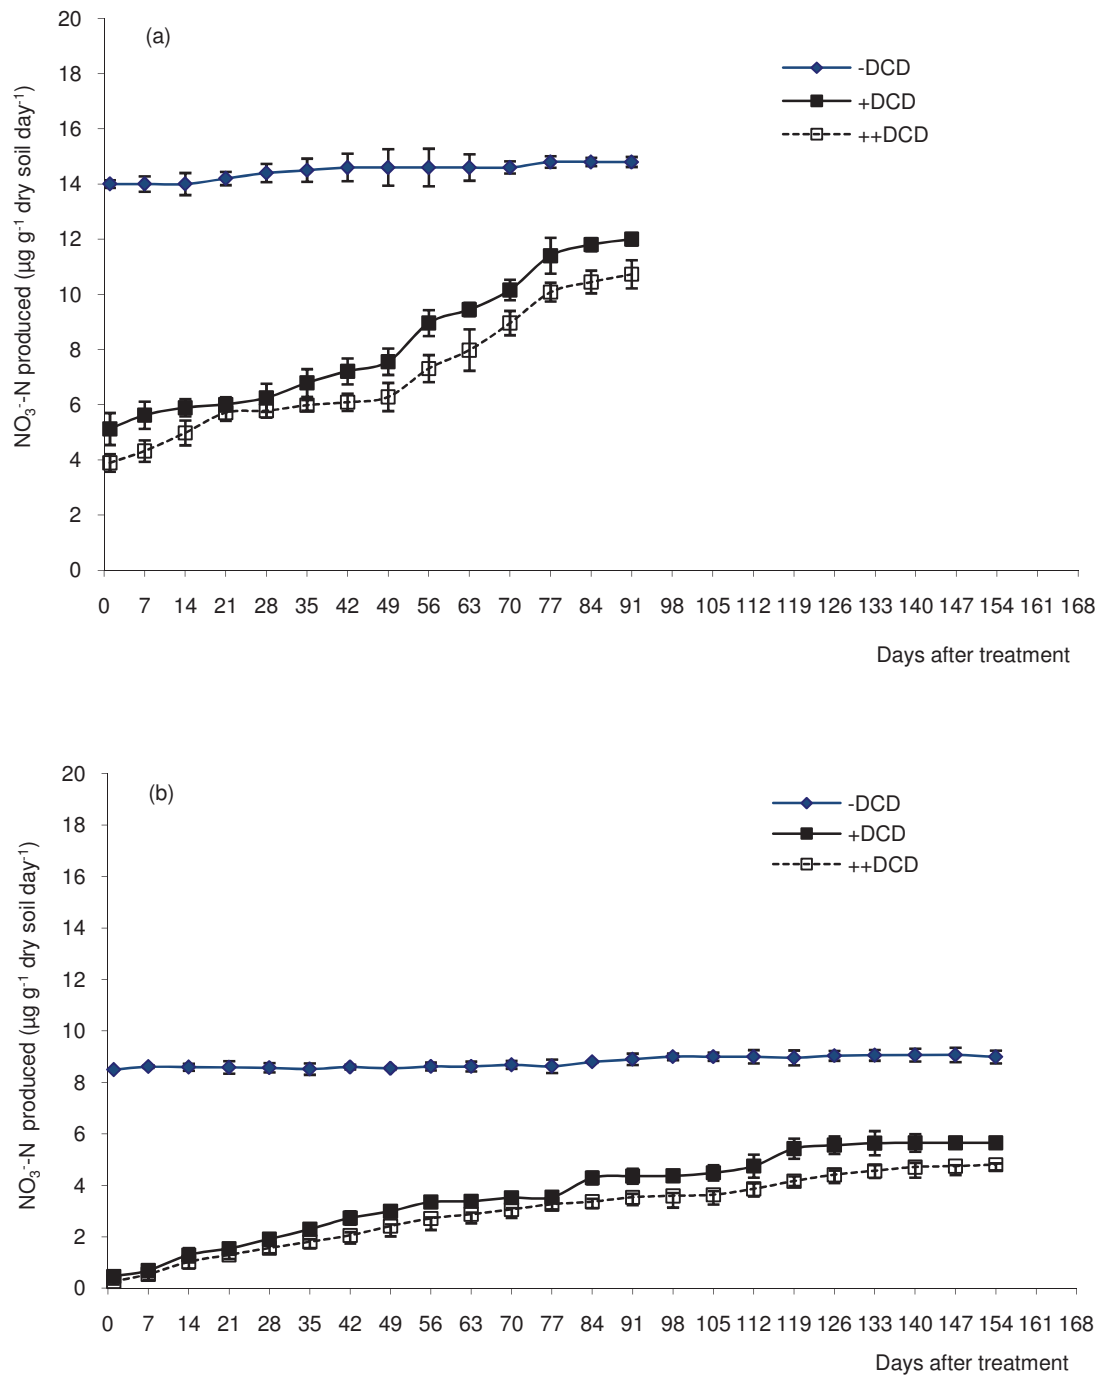 (a)
-DCD
+DCD
++DCD
NO₃⁻-N produced (µg g⁻¹ dry soil day⁻¹)
20
18
16
14
12
10
8
6
4
2
0
0 7 14 21 28 35 42 49 56 63 70 77 84 91 98 105 112 119 126 133 140 147 154 161 168
Days after treatment
(b)
-DCD
+DCD
++DCD
NO₃⁻-N produced (µg g⁻¹ dry soil day⁻¹)
20
18
16
14
12
10
8
6
4
2
0
0 7 14 21 28 35 42 49 56 63 70 77 84 91 98 105 112 119 126 133 140 147 154 161 168
Days after treatment